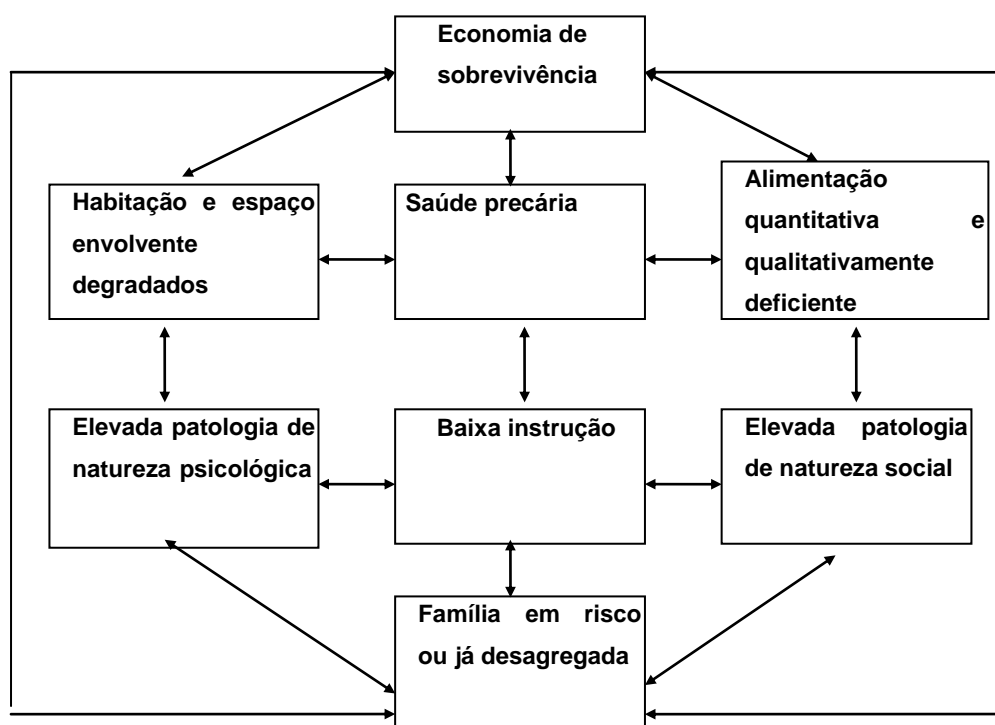 Economia de
sobrevivência
Habitação e espaço
envolvente
degradados
Saúde precária
Alimentação
quantitativa e
qualitativamente
deficiente
Elevada patologia de
natureza psicológica
Baixa instrução
Elevada patologia
de natureza social
Família em risco
ou já desagregada